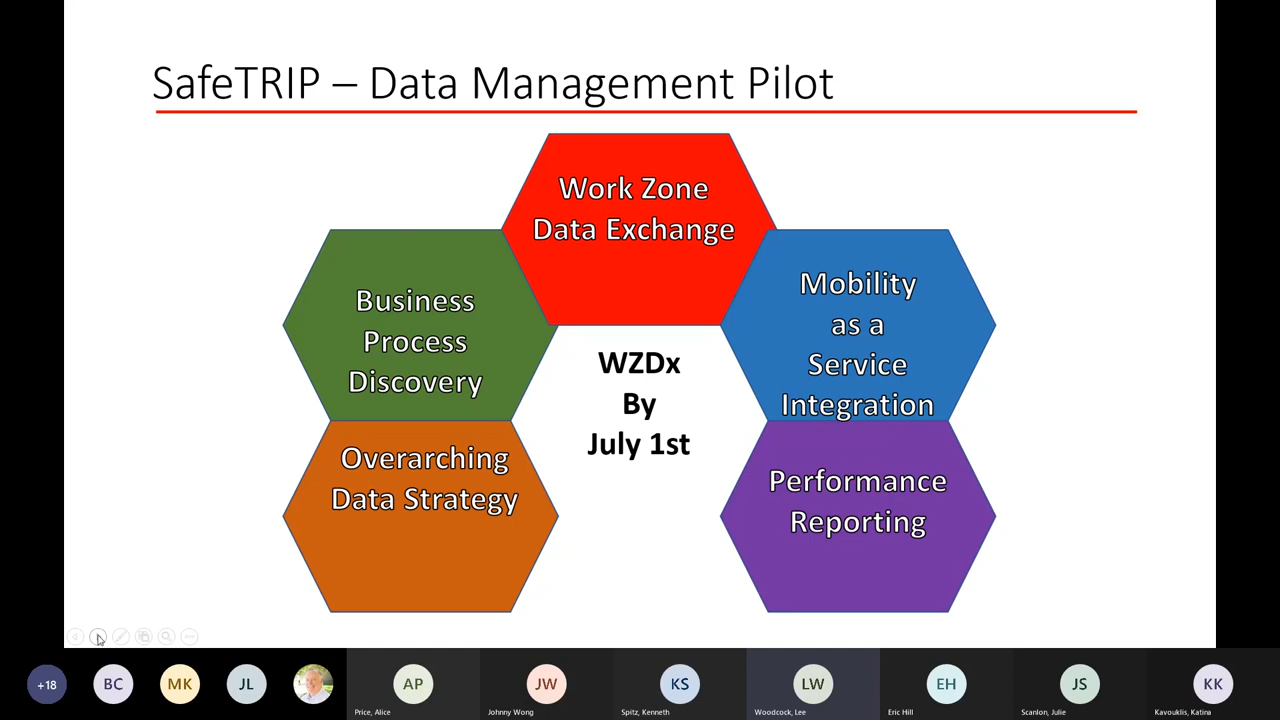 SafeTRIP – Data Management Pilot
Work Zone
Data Exchange
Business
Process
Discovery
Mobility
as a
Service
Integration
WZDx
By
July 1st
Overarching
Data Strategy
Performance
Reporting
+18
BC
MK
JL
AP
JW
KS
LW
EH
JS
KK
Price, Alice
Johnny Wong
Spitz, Kenneth
Woodcock, Lee
Eric Hill
Scanlon, Julie
Kavouklis, Katina